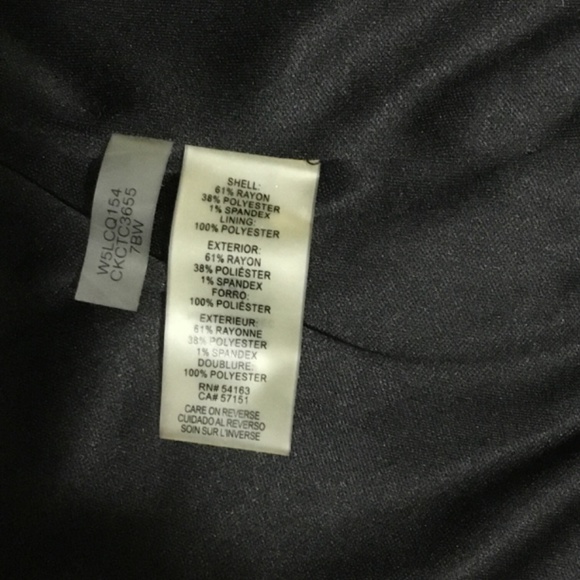 W5LCQ154
CKCTC3655
7BW
SHELL:
61% RAYON
38% POLYESTER
1% SPANDEX
LINING:
100% POLYESTER
EXTERIOR:
61% RAYON
38% POLIÉSTER
1% SPANDEX
FORRO:
100% POLIÉSTER
EXTERIEUR:
61% RAYONNE
38% POLYESTER
1% SPANDEX
DOUBLURE:
100% POLYESTER
RN# 54163
CA# 57151
CARE ON REVERSE
CUIDADO AL REVERSO
SOIN SUR L'INVERSE